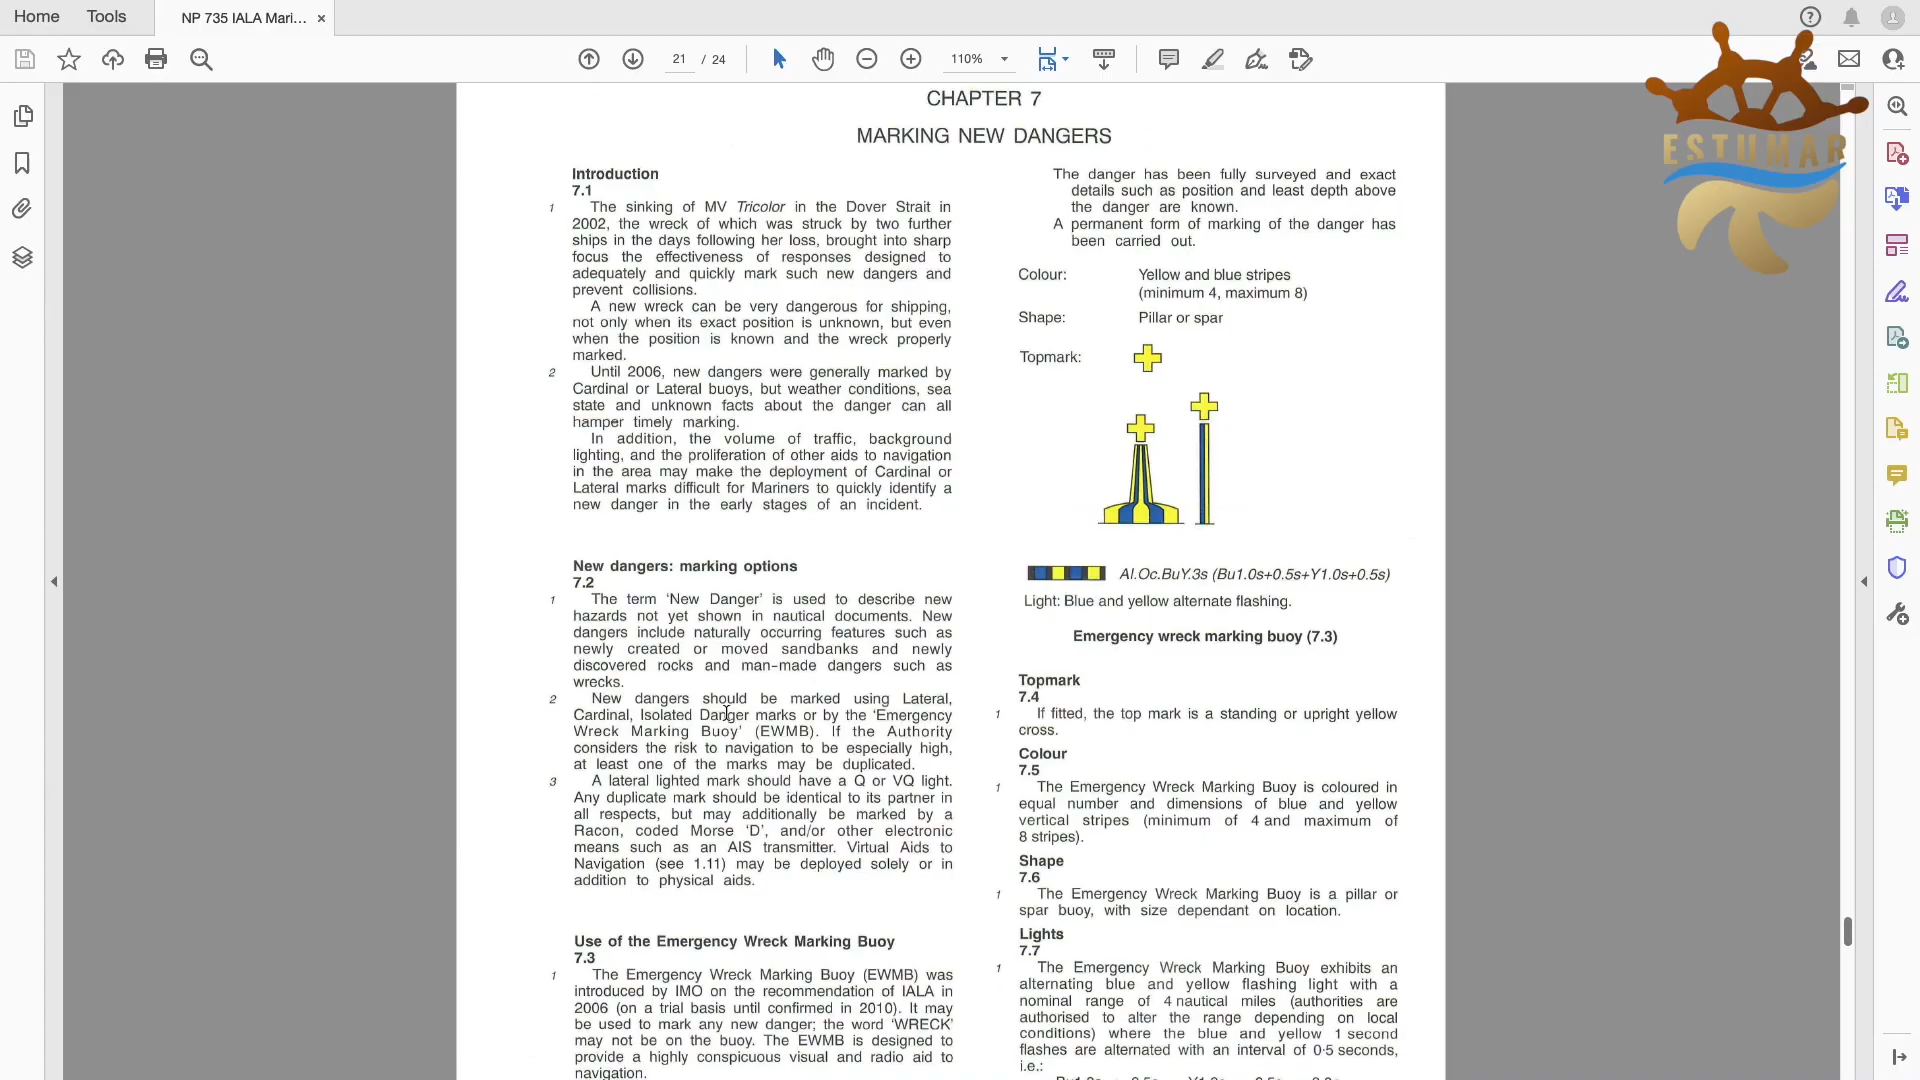 Home
Tools
NP 735 IALA Mari...
21 / 24
110%
ESTUMAR
CHAPTER 7
MARKING NEW DANGERS
Introduction
7.1
1 The sinking of MV Tricolor in the Dover Strait in
2002, the wreck of which was struck by two further
ships in the days following her loss, brought into sharp
focus the effectiveness of responses designed to
adequately and quickly mark such new dangers and
prevent collisions.
A new wreck can be very dangerous for shipping,
not only when its exact position is unknown, but even
when the position is known and the wreck properly
marked.
2 Until 2006, new dangers were generally marked by
Cardinal or Lateral buoys, but weather conditions, sea
state and unknown facts about the danger can all
hamper timely marking.
In addition, the volume of traffic, background
lighting, and the proliferation of other aids to navigation
in the area may make the deployment of Cardinal or
Lateral marks difficult for Mariners to quickly identify a
new danger in the early stages of an incident.
New dangers: marking options
7.2
1 The term ‘New Danger’ is used to describe new
hazards not yet shown in nautical documents. New
dangers include naturally occurring features such as
newly created or moved sandbanks and newly
discovered rocks and man-made dangers such as
wrecks.
2 New dangers should be marked using Lateral,
Cardinal, Isolated Danger marks or by the ‘Emergency
Wreck Marking Buoy’ (EWMB). If the Authority
considers the risk to navigation to be especially high,
at least one of the marks may be duplicated.
3 A lateral lighted mark should have a Q or VQ light.
Any duplicate mark should be identical to its partner in
all respects, but may additionally be marked by a
Racon, coded Morse ‘D’, and/or other electronic
means such as an AIS transmitter. Virtual Aids to
Navigation (see 1.11) may be deployed solely or in
addition to physical aids.
Use of the Emergency Wreck Marking Buoy
7.3
1 The Emergency Wreck Marking Buoy (EWMB) was
introduced by IMO on the recommendation of IALA in
2006 (on a trial basis until confirmed in 2010). It may
be used to mark any new danger; the word ‘WRECK’
may not be on the buoy. The EWMB is designed to
provide a highly conspicuous visual and radio aid to
navigation.
The danger has been fully surveyed and exact
details such as position and least depth above
the danger are known.
A permanent form of marking of the danger has
been carried out.
Colour: Yellow and blue stripes
(minimum 4, maximum 8)
Shape: Pillar or spar
Topmark:
Al.Oc.BuY.3s (Bu1.0s+0.5s+Y1.0s+0.5s)
Light: Blue and yellow alternate flashing.
Emergency wreck marking buoy (7.3)
Topmark
7.4
1 If fitted, the top mark is a standing or upright yellow
cross.
Colour
7.5
1 The Emergency Wreck Marking Buoy is coloured in
equal number and dimensions of blue and yellow
vertical stripes (minimum of 4 and maximum of
8 stripes).
Shape
7.6
1 The Emergency Wreck Marking Buoy is a pillar or
spar buoy, with size dependant on location.
Lights
7.7
1 The Emergency Wreck Marking Buoy exhibits an
alternating blue and yellow flashing light with a
nominal range of 4 nautical miles (authorities are
authorised to alter the range depending on local
conditions) where the blue and yellow 1 second
flashes are alternated with an interval of 0·5 seconds,
i.e.: